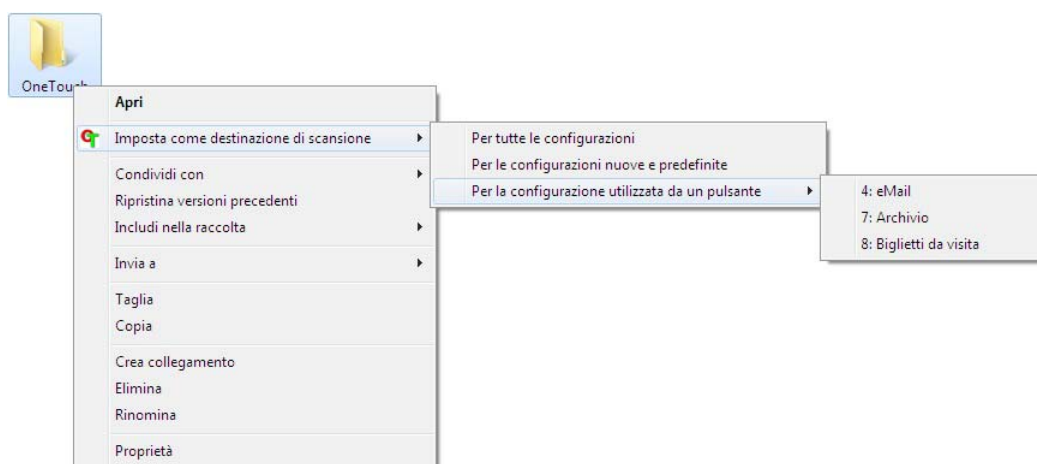 OneTouch
Apri
Imposta come destinazione di scansione
Condividi con
Ripristina versioni precedenti
Includi nella raccolta
Invia a
Taglia
Copia
Crea collegamento
Elimina
Rinomina
Proprietà
Per tutte le configurazioni
Per le configurazioni nuove e predefinite
Per la configurazione utilizzata da un pulsante
4: eMail
7: Archivio
8: Biglietti da visita